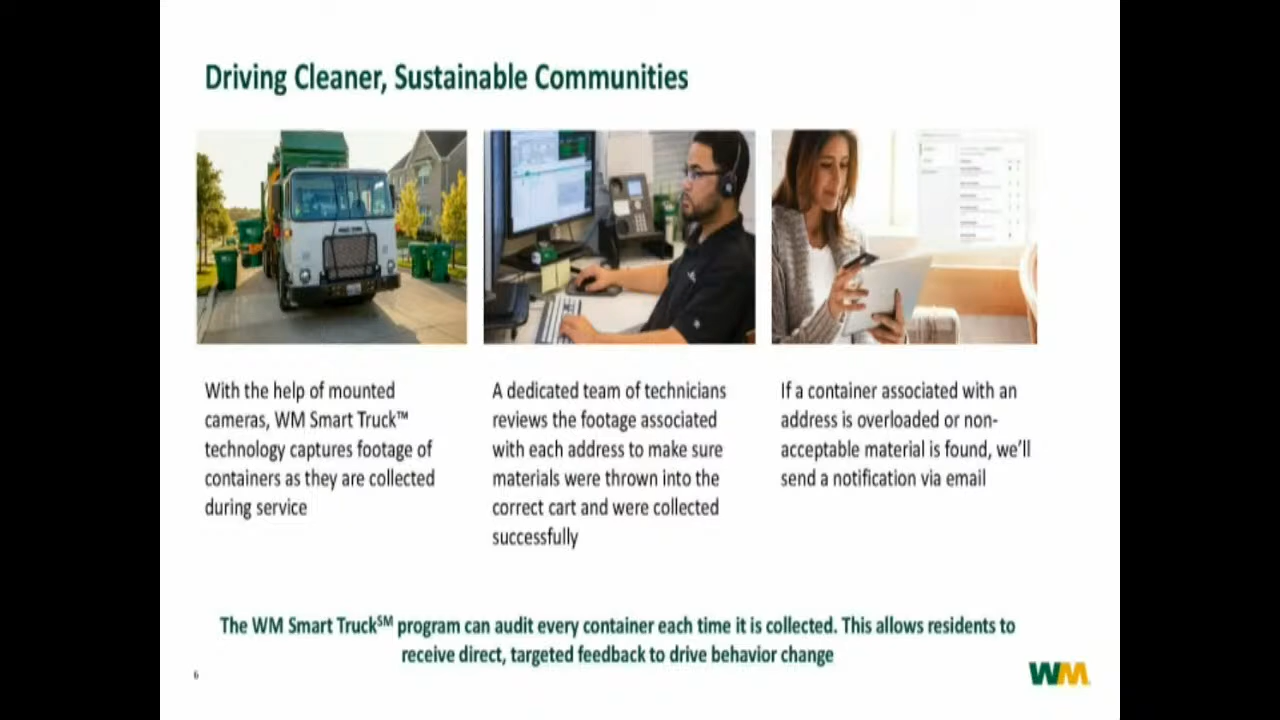 Driving Cleaner, Sustainable Communities
With the help of mounted
cameras, WM Smart Truck™
technology captures footage of
containers as they are collected
during service
A dedicated team of technicians
reviews the footage associated
with each address to make sure
materials were thrown into the
correct cart and were collected
successfully
If a container associated with an
address is overloaded or non-
acceptable material is found, we'll
send a notification via email
The WM Smart Truck℠ program can audit every container each time it is collected. This allows residents to
receive direct, targeted feedback to drive behavior change
6
WM